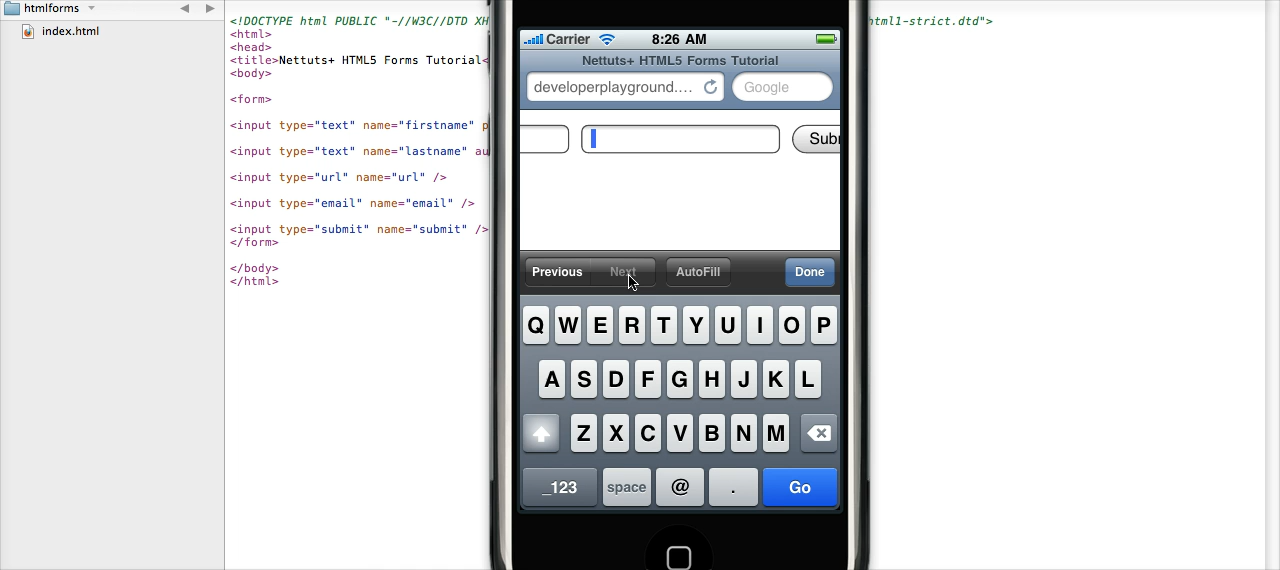 htmlforms
index.html
<!DOCTYPE html PUBLIC "-//W3C//DTD XH
html1-strict.dtd">
<html>
<head>
<title>Nettuts+ HTML5 Forms Tutorial<
<body>
<form>
<input type="text" name="firstname" p
<input type="text" name="lastname" au
<input type="url" name="url" />
<input type="email" name="email" />
<input type="submit" name="submit" />
</form>
</body>
</html>
Carrier 8:26 AM
Nettuts+ HTML5 Forms Tutorial
developerplayground.... Google
Subr
Previous Next AutoFill Done
Q W E R T Y U I O P
A S D F G H J K L
Z X C V B N M
_123 space @ . Go